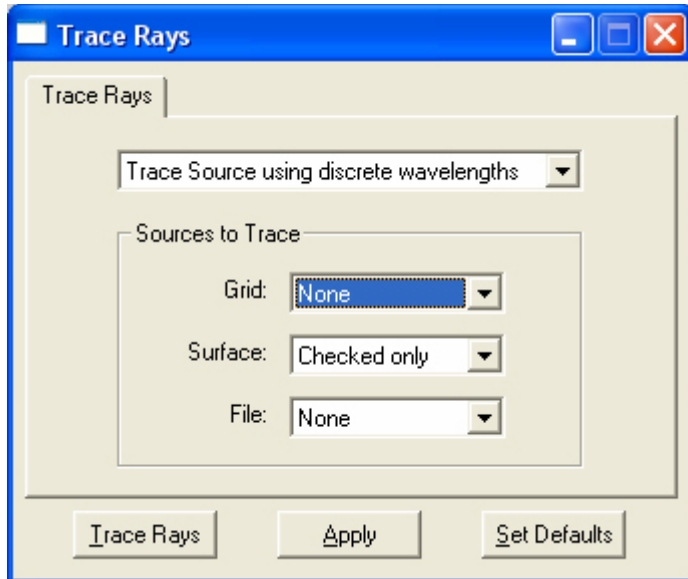 Trace Rays
Trace Rays
Trace Source using discrete wavelengths
Sources to Trace
Grid: None
Surface: Checked only
File: None
Trace Rays Apply Set Defaults